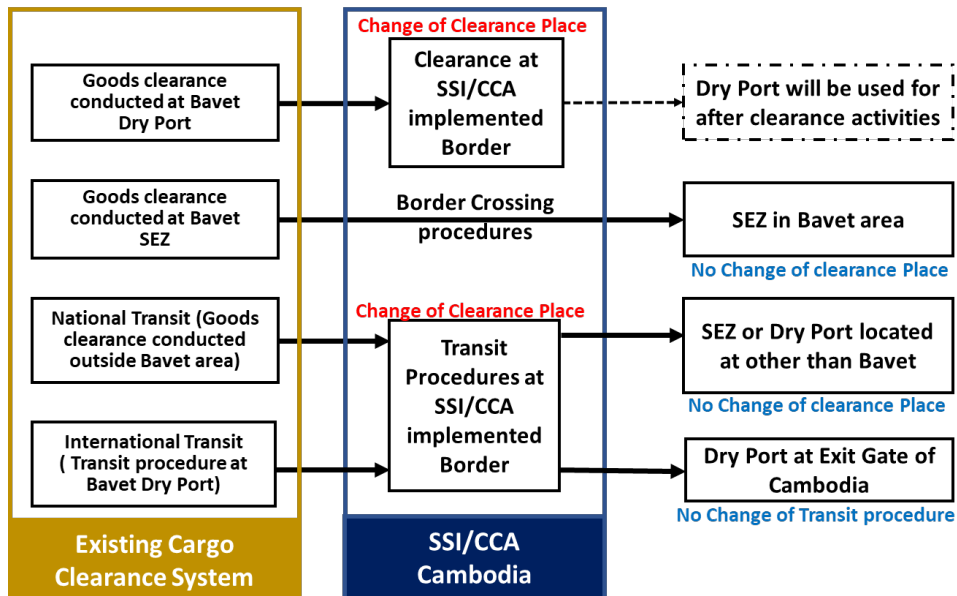 Change of Clearance Place
Goods clearance
conducted at Bavet
Dry Port
Clearance at
SSI/CCA
implemented
Border
Dry Port will be used for
after clearance activities
Goods clearance
conducted at Bavet
SEZ
Border Crossing
procedures
SEZ in Bavet area
No Change of clearance Place
National Transit (Goods
clearance conducted
outside Bavet area)
Change of Clearance Place
Transit
Procedures at
SSI/CCA
implemented
Border
SEZ or Dry Port located
at other than Bavet
No Change of clearance Place
International Transit
( Transit procedure at
Bavet Dry Port)
Dry Port at Exit Gate of
Cambodia
No Change of Transit procedure
Existing Cargo
Clearance System
SSI/CCA
Cambodia